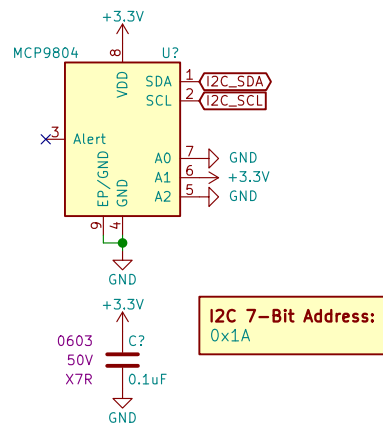 +3.3V
MCP9804 U?
8
VDD
SDA 1 I2C_SDA
SCL 2 I2C_SCL
3 Alert
A0 7 GND
A1 6 +3.3V
A2 5 GND
EP/GND
GND
9 4
GND
+3.3V
0603 C?
50V
X7R 0.1uF
GND
I2C 7-Bit Address:
0x1A